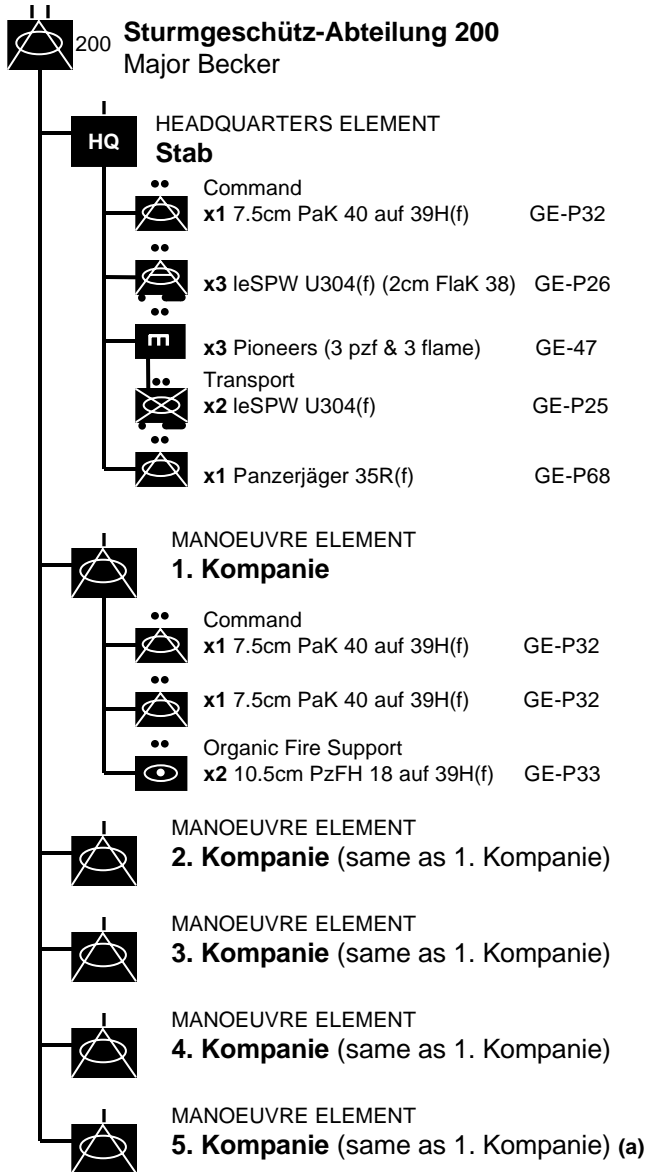 200 Sturmgeschütz-Abteilung 200
Major Becker
HQ
HEADQUARTERS ELEMENT
Stab
Command
x1 7.5cm PaK 40 auf 39H(f) GE-P32
x3 leSPW U304(f) (2cm FlaK 38) GE-P26
x3 Pioneers (3 pzf & 3 flame) GE-47
Transport
x2 leSPW U304(f) GE-P25
x1 Panzerjäger 35R(f) GE-P68
MANOEUVRE ELEMENT
1. Kompanie
Command
x1 7.5cm PaK 40 auf 39H(f) GE-P32
x1 7.5cm PaK 40 auf 39H(f) GE-P32
Organic Fire Support
x2 10.5cm PzFH 18 auf 39H(f) GE-P33
MANOEUVRE ELEMENT
2. Kompanie (same as 1. Kompanie)
MANOEUVRE ELEMENT
3. Kompanie (same as 1. Kompanie)
MANOEUVRE ELEMENT
4. Kompanie (same as 1. Kompanie)
MANOEUVRE ELEMENT
5. Kompanie (same as 1. Kompanie) (a)